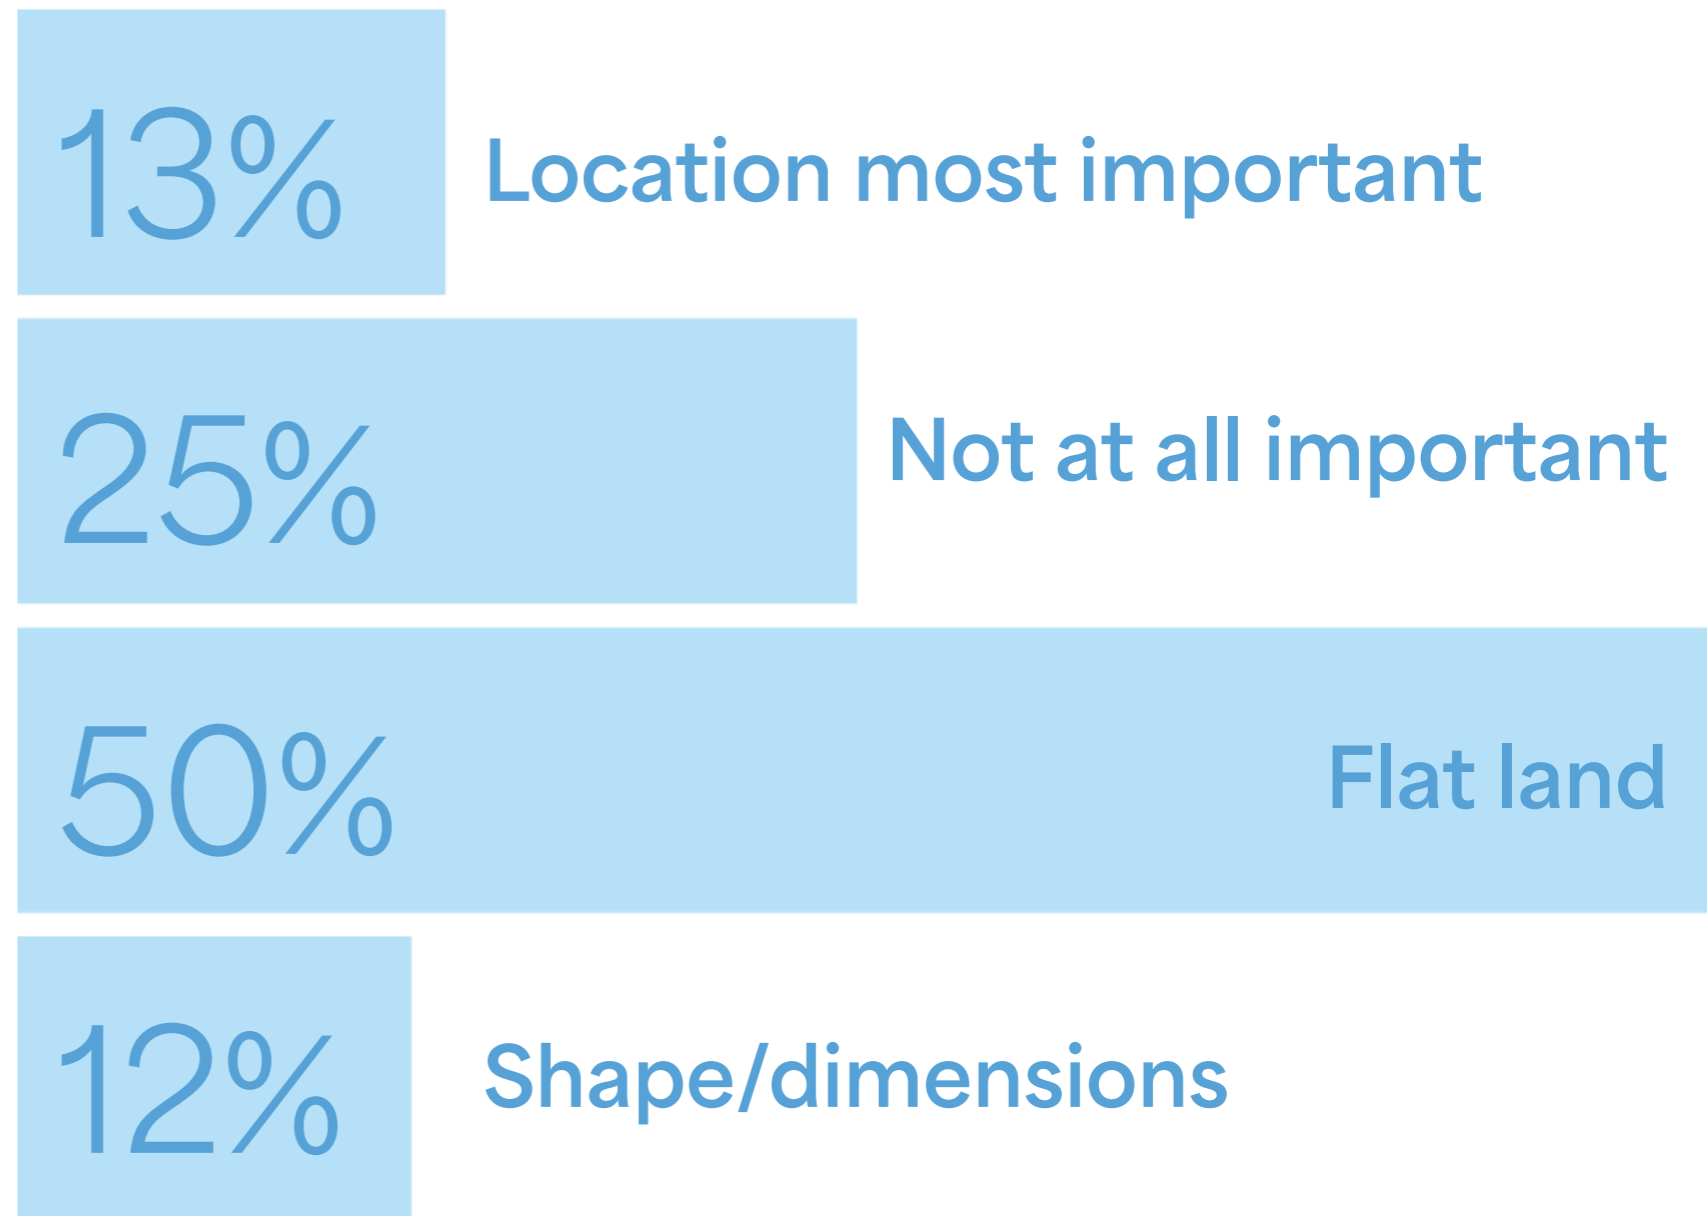 13% Location most important
25% Not at all important
50% Flat land
12% Shape/dimensions